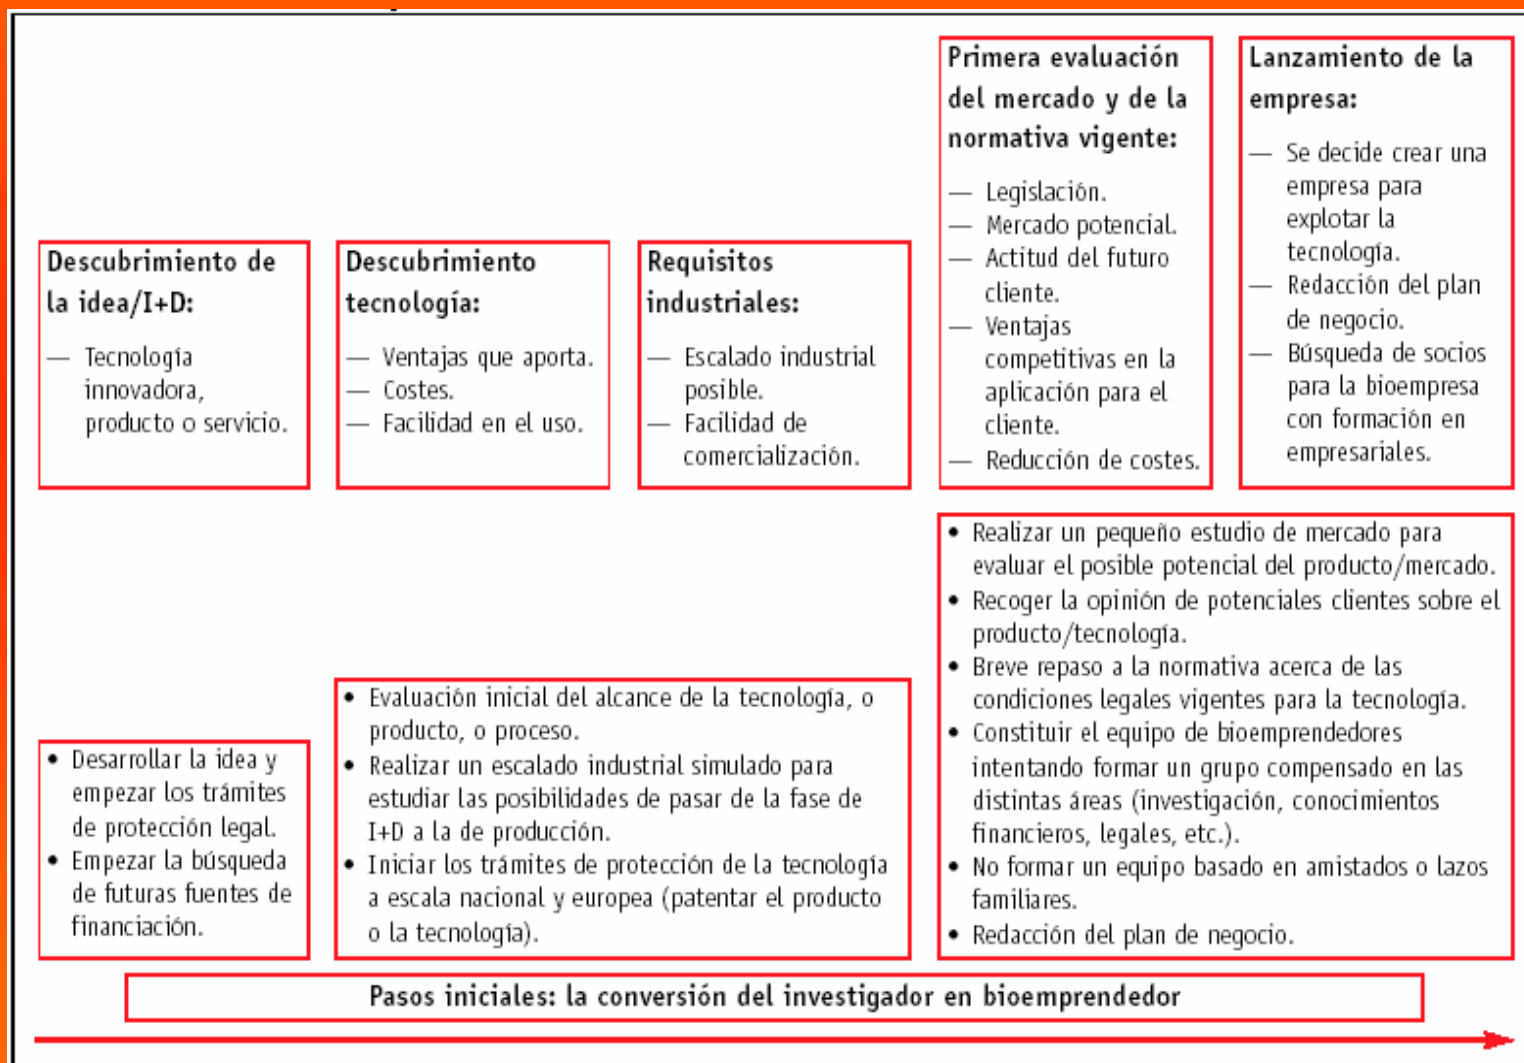 Descubrimiento de
la idea/I+D:
— Tecnología
innovadora,
producto o servicio.
Descubrimiento
tecnología:
— Ventajas que aporta.
— Costes.
— Facilidad en el uso.
Requisitos
industriales:
— Escalado industrial
posible.
— Facilidad de
comercialización.
Primera evaluación
del mercado y de la
normativa vigente:
— Legislación.
— Mercado potencial.
— Actitud del futuro
cliente.
— Ventajas
competitivas en la
aplicación para el
cliente.
— Reducción de costes.
Lanzamiento de la
empresa:
— Se decide crear una
empresa para
explotar la
tecnología.
— Redacción del plan
de negocio.
— Búsqueda de socios
para la bioempresa
con formación en
empresariales.
• Desarrollar la idea y
empezar los trámites
de protección legal.
• Empezar la búsqueda
de futuras fuentes de
financiación.
• Evaluación inicial del alcance de la tecnología, o
producto, o proceso.
• Realizar un escalado industrial simulado para
estudiar las posibilidades de pasar de la fase de
I+D a la de producción.
• Iniciar los trámites de protección de la tecnología
a escala nacional y europea (patentar el producto
o la tecnología).
• Realizar un pequeño estudio de mercado para
evaluar el posible potencial del producto/mercado.
• Recoger la opinión de potenciales clientes sobre el
producto/tecnología.
• Breve repaso a la normativa acerca de las
condiciones legales vigentes para la tecnología.
• Constituir el equipo de bioemprendedores
intentando formar un grupo compensado en las
distintas áreas (investigación, conocimientos
financieros, legales, etc.).
• No formar un equipo basado en amistados o lazos
familiares.
• Redacción del plan de negocio.
Pasos iniciales: la conversión del investigador en bioemprendedor